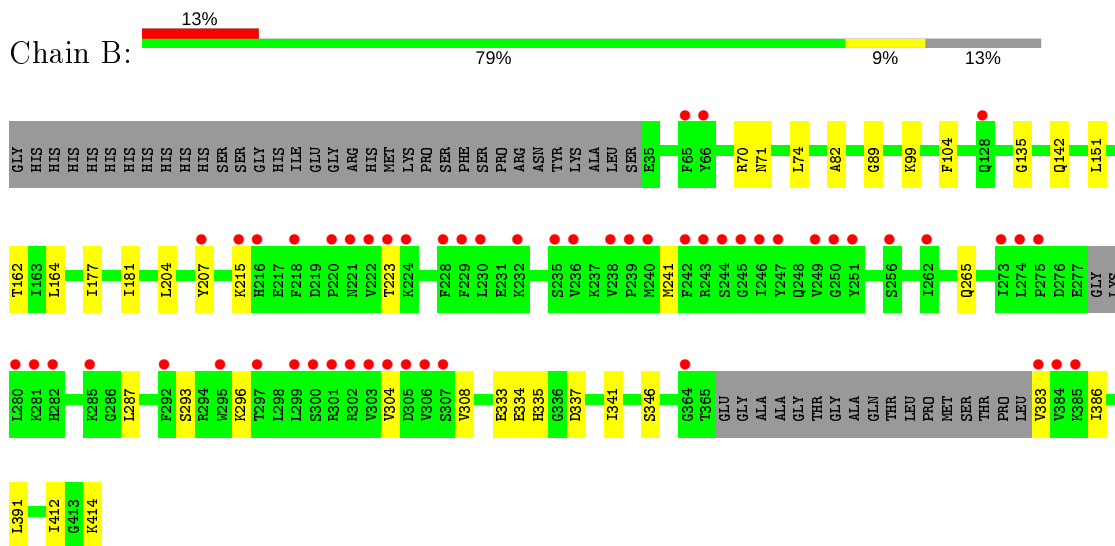 13%
Chain B:
79% 9% 13%
GLY HIS HIS HIS HIS HIS HIS HIS HIS HIS HIS SER SER GLY HIS ILE GLU GLY ARG HIS MET LYS PRO SER PHE SER PRO ARG ASN TYR LYS ALA LEU SER E35 F65 Y66 R70 N71 L74 A82 G89 K99 F104 Q128 G135 Q142 L151
T162 I163 L164 I177 I181 L204 Y207 K215 H216 E217 F218 D219 P220 N221 V222 T223 K224 F228 F229 L230 E231 K232 S235 V236 K237 V238 P239 M240 M241 F242 R243 S244 G245 I246 Y247 Q248 V249 G250 Y251 S256 I262 Q265 I273 L274 P275 D276 E277 GLY LYS
L280 K281 H282 K285 G286 L287 F292 S293 R294 W295 K296 T297 L298 L299 S300 R301 R302 V303 V304 D305 V306 S307 V308 E333 E334 H335 G336 D337 I341 S346 G364 T365 GLU GLY ALA ALA GLY THR GLY ALA GLN THR LEU PRO MET SER THR PRO LEU V383 V384 K385 I386
L391 I412 G413 K414